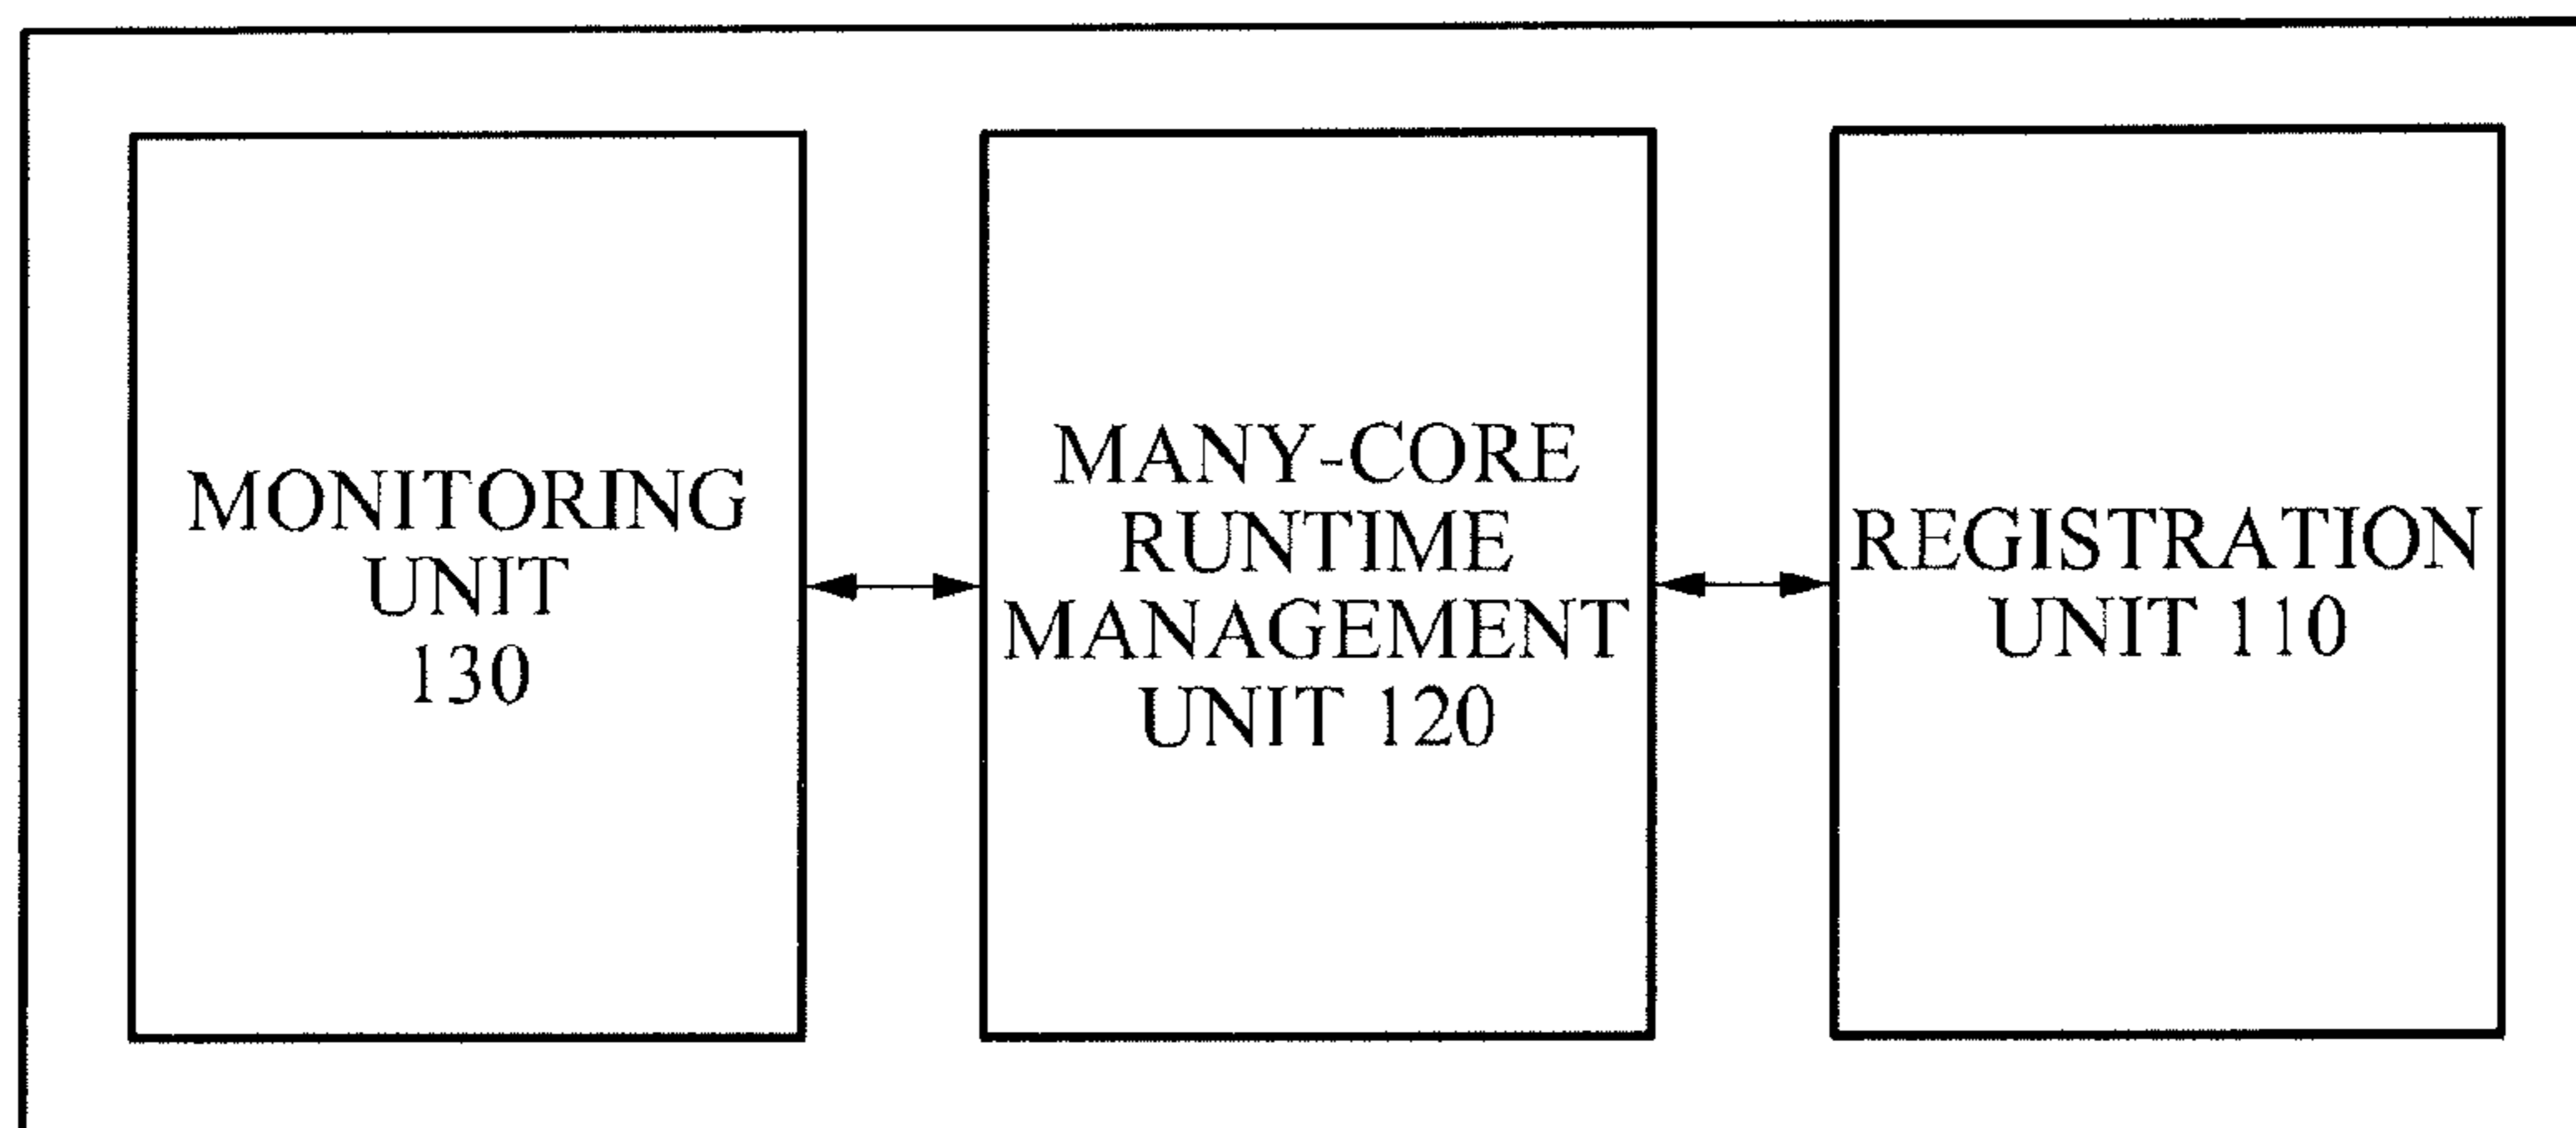 MONITORING
UNIT
130
MANY-CORE
RUNTIME
MANAGEMENT
UNIT 120
REGISTRATION
UNIT 110